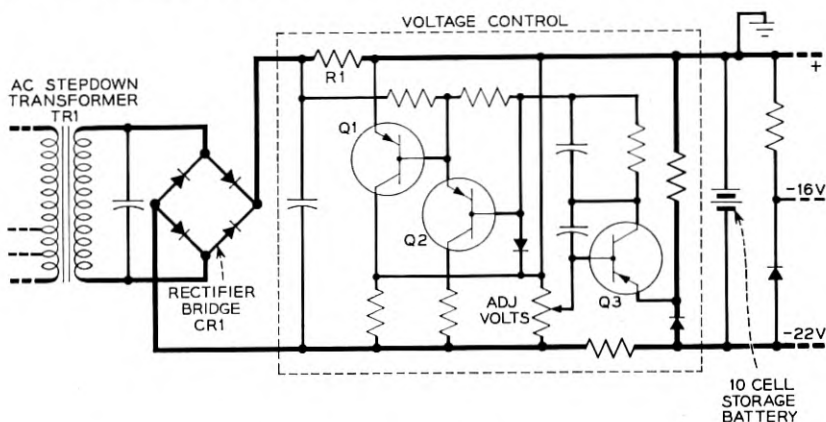 VOLTAGE CONTROL
AC STEPDOWN
TRANSFORMER
TR1
R1
+
Q1
Q2
-16V
RECTIFIER
BRIDGE
CR1
ADJ
VOLTS
Q3
-22V
10 CELL
STORAGE
BATTERY